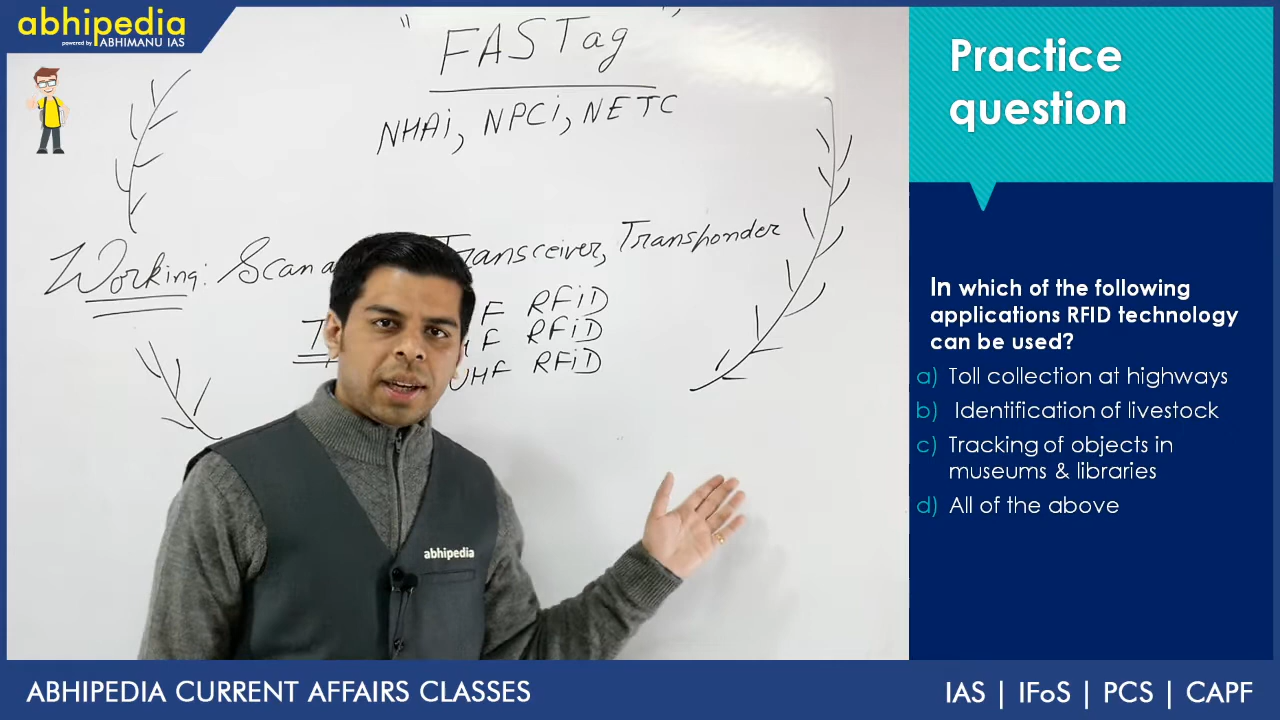 abhipedia
powered by ABHIMANU IAS
"FASTag"
NHAi, NPCi, NETC
Working: Scan Transceiver, Transponder
F RFiD
F RFiD
UHF RFiD
abhipedia
Practice
question
In which of the following
applications RFID technology
can be used?
a) Toll collection at highways
b) Identification of livestock
c) Tracking of objects in
museums & libraries
d) All of the above
ABHIPEDIA CURRENT AFFAIRS CLASSES
IAS | IFoS | PCS | CAPF